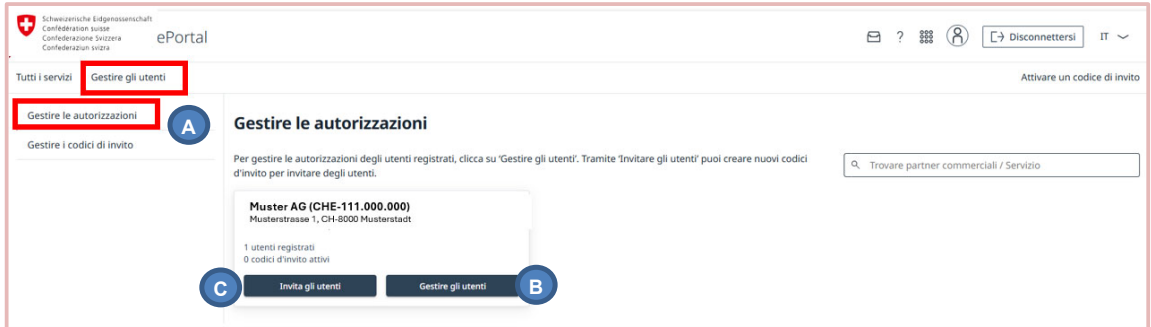 Schweizerische Eidgenossenschaft
Confédération suisse
Confederazione Svizzera
Confederaziun svizra
ePortal
?
Disconnettersi
IT
Tutti i servizi
Gestire gli utenti
Attivare un codice di invito
Gestire le autorizzazioni
A
Gestire i codici di invito
Gestire le autorizzazioni
Per gestire le autorizzazioni degli utenti registrati, clicca su 'Gestire gli utenti'. Tramite 'Invitare gli utenti' puoi creare nuovi codici
d'invito per invitare degli utenti.
Trovare partner commerciali / Servizio
Muster AG (CHE-111.000.000)
Musterstrasse 1, CH-8000 Musterstadt
1 utenti registrati
0 codici d'invito attivi
C
Invita gli utenti
Gestire gli utenti
B